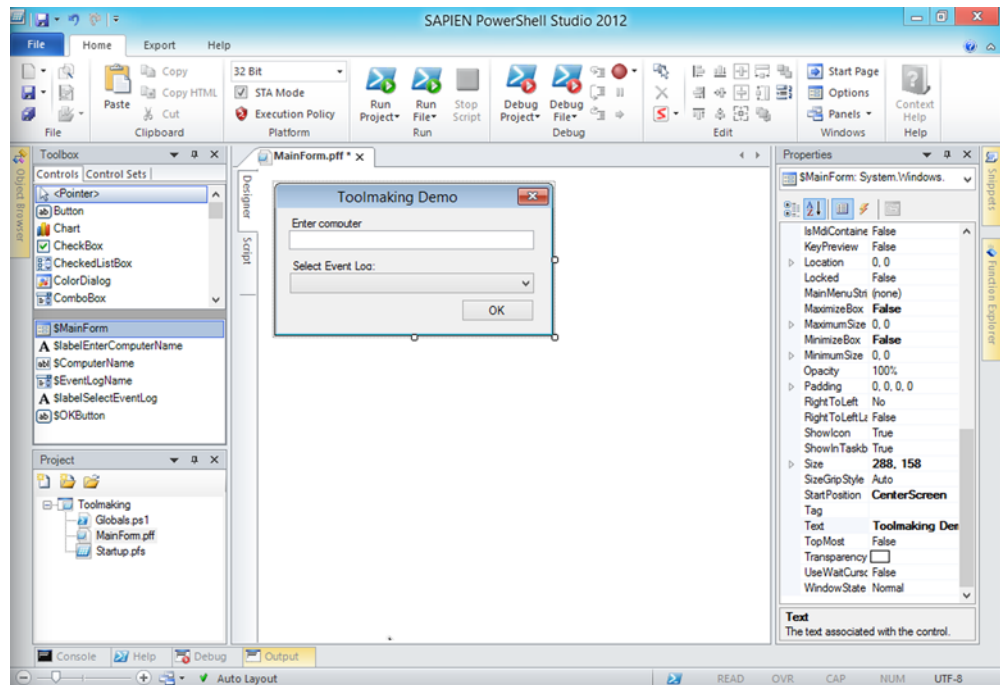 SAPIEN PowerShell Studio 2012
File Home Export Help
Copy
Copy HTML
Cut
Paste
File
Clipboard
32 Bit
STA Mode
Execution Policy
Platform
Run Project
Run File
Stop Script
Run
Debug Project
Debug File
Debug
Edit
Start Page
Options
Panels
Windows
Context Help
Help
Object Browser
Toolbox
Controls Control Sets
<Pointer>
Button
Chart
CheckBox
CheckedListBox
ColorDialog
ComboBox
$MainForm
$labelEnterComputerName
$ComputerName
$EventLogName
$labelSelectEventLog
$OKButton
Project
Toolmaking
Globals.ps1
MainForm.pff
Startup.pfs
MainForm.pff *
Designer
Script
Toolmaking Demo
Enter computer
Select Event Log:
OK
Properties
$MainForm: System.Windows.
IsMdiContaine False
KeyPreview False
Location 0, 0
Locked False
MainMenuStri (none)
MaximizeBox False
MaximumSize 0, 0
MinimizeBox False
MinimumSize 0, 0
Opacity 100%
Padding 0, 0, 0, 0
RightToLeft No
RightToLeftLa False
ShowIcon True
ShowInTaskb True
Size 288, 158
SizeGripStyle Auto
StartPosition CenterScreen
Tag
Text Toolmaking Der
TopMost False
Transparency
UseWaitCursc False
WindowState Normal
Text
The text associated with the control.
Snippets
Function Explorer
Console Help Debug Output
Auto Layout
READ OVR CAP NUM UTF-8